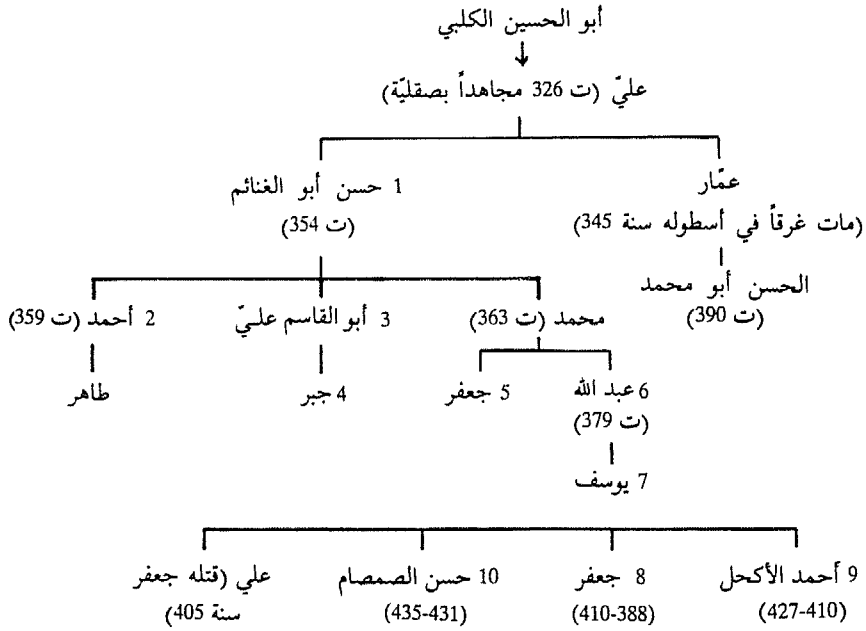 أبو الحسين الكلبي
عليّ (ت 326 مجاهداً بصقليّة)
عمّار
1 حسن أبو الغنائم
(مات غرقاً في أسطوله سنة 345)
(ت 354)
الحسن أبو محمد
(ت 390)
محمد (ت 363)
3 أبو القاسم عليّ
2 أحمد (ت 359)
6 عبد الله
5 جعفر
4 جبر
طاهر
(ت 379)
7 يوسف
9 أحمد الأكحل
8 جعفر
10 حسن الصمصام
علي (قتله جعفر
(427-410)
(410-388)
(435-431)
سنة 405)